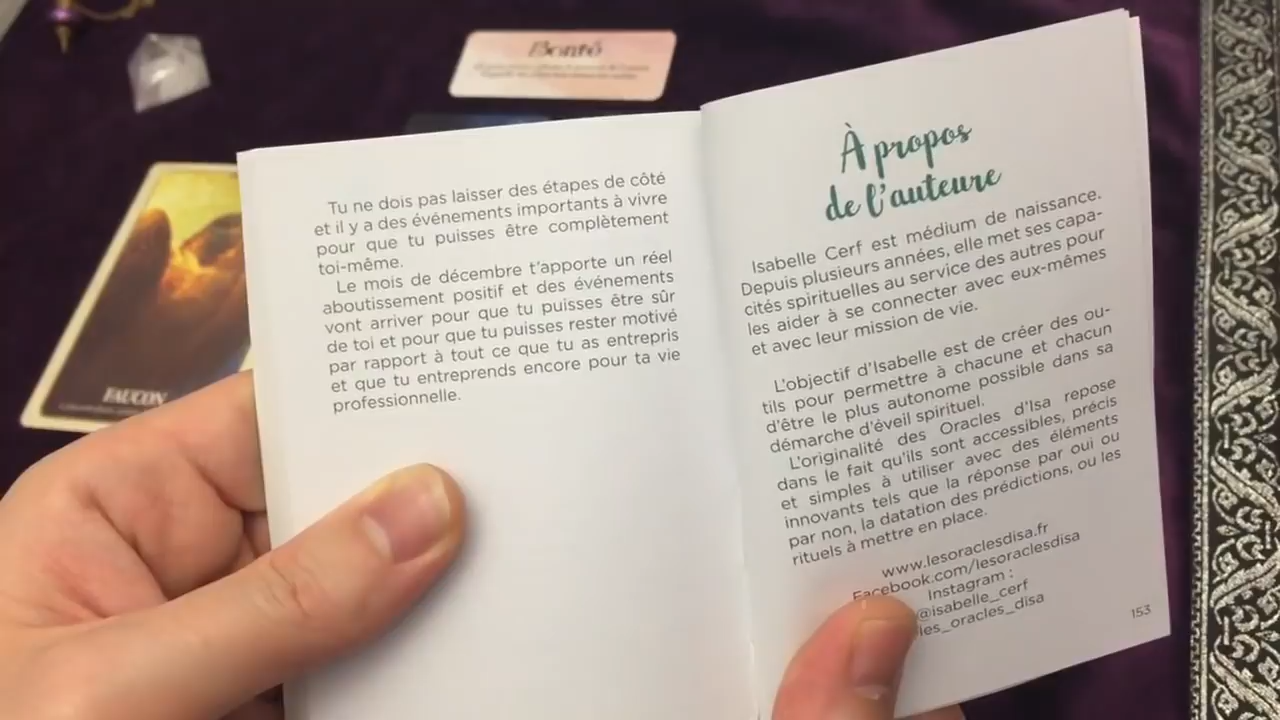 Bonté
FAUCON
Tu ne dois pas laisser des étapes de côté
et il y a des événements importants à vivre
pour que tu puisses être complètement
toi-même.
Le mois de décembre t'apporte un réel
aboutissement positif et des événements
vont arriver pour que tu puisses être sûr
de toi et pour que tu puisses rester motivé
par rapport à tout ce que tu as entrepris
et que tu entreprends encore pour ta vie
professionnelle.
À propos
de l'auteure
Isabelle Cerf est médium de naissance.
Depuis plusieurs années, elle met ses capa-
cités spirituelles au service des autres pour
les aider à se connecter avec eux-mêmes
et avec leur mission de vie.
L'objectif d'Isabelle est de créer des ou-
tils pour permettre à chacune et chacun
d'être le plus autonome possible dans sa
démarche d'éveil spirituel.
L'originalité des Oracles d'Isa repose
dans le fait qu'ils sont accessibles, précis
et simples à utiliser avec des éléments
innovants tels que la réponse par oui ou
par non, la datation des prédictions, ou les
rituels à mettre en place.
www.lesoraclesdisa.fr
Facebook.com/lesoraclesdisa
Instagram :
@isabelle_cerf
les_oracles_disa
153